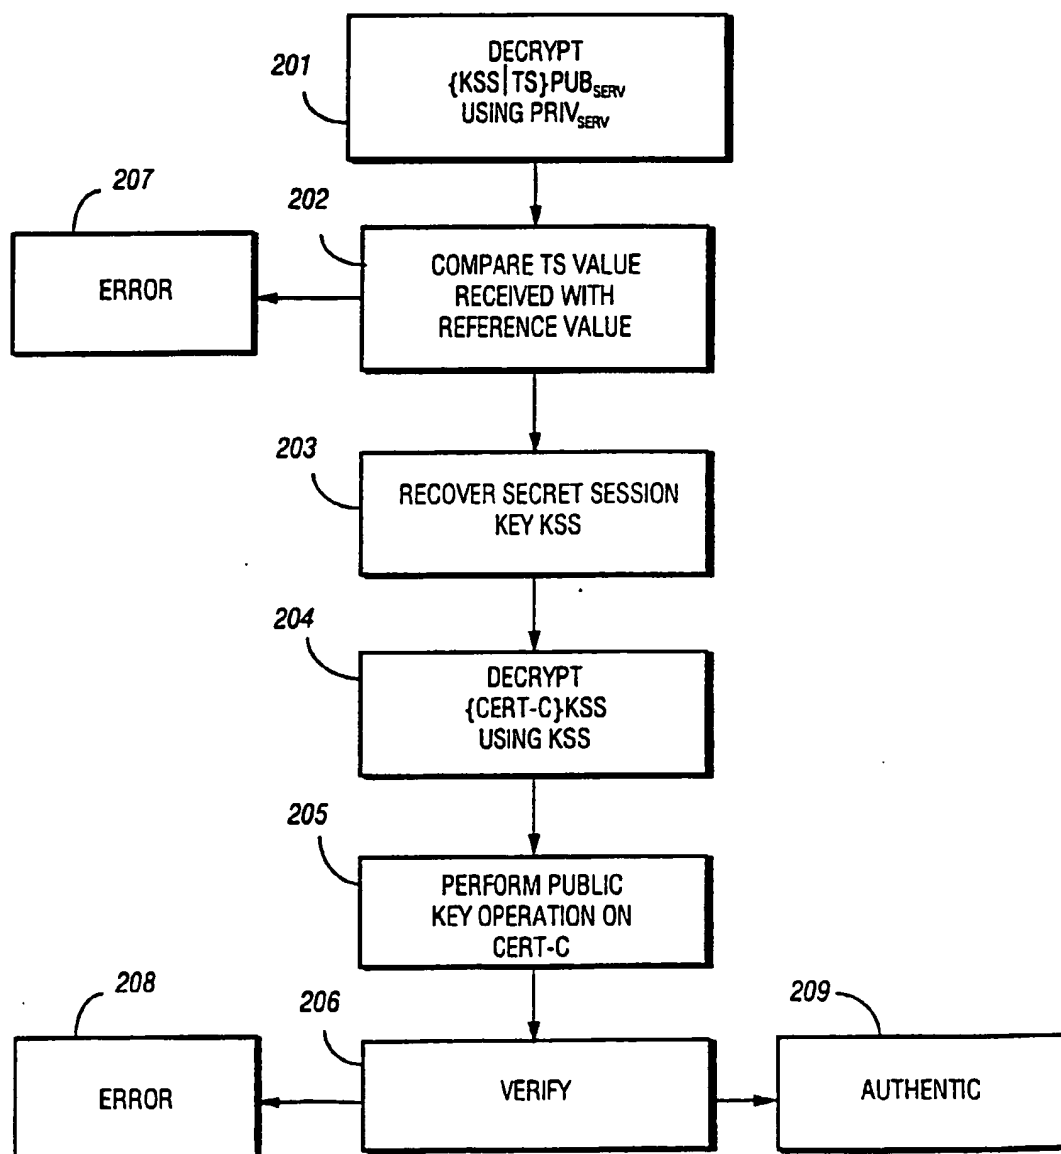 201
DECRYPT
{KSS|TS}PUB_SERV
USING PRIV_SERV
207
ERROR
202
COMPARE TS VALUE
RECEIVED WITH
REFERENCE VALUE
203
RECOVER SECRET SESSION
KEY KSS
204
DECRYPT
{CERT-C}KSS
USING KSS
205
PERFORM PUBLIC
KEY OPERATION ON
CERT-C
208
ERROR
206
VERIFY
209
AUTHENTIC